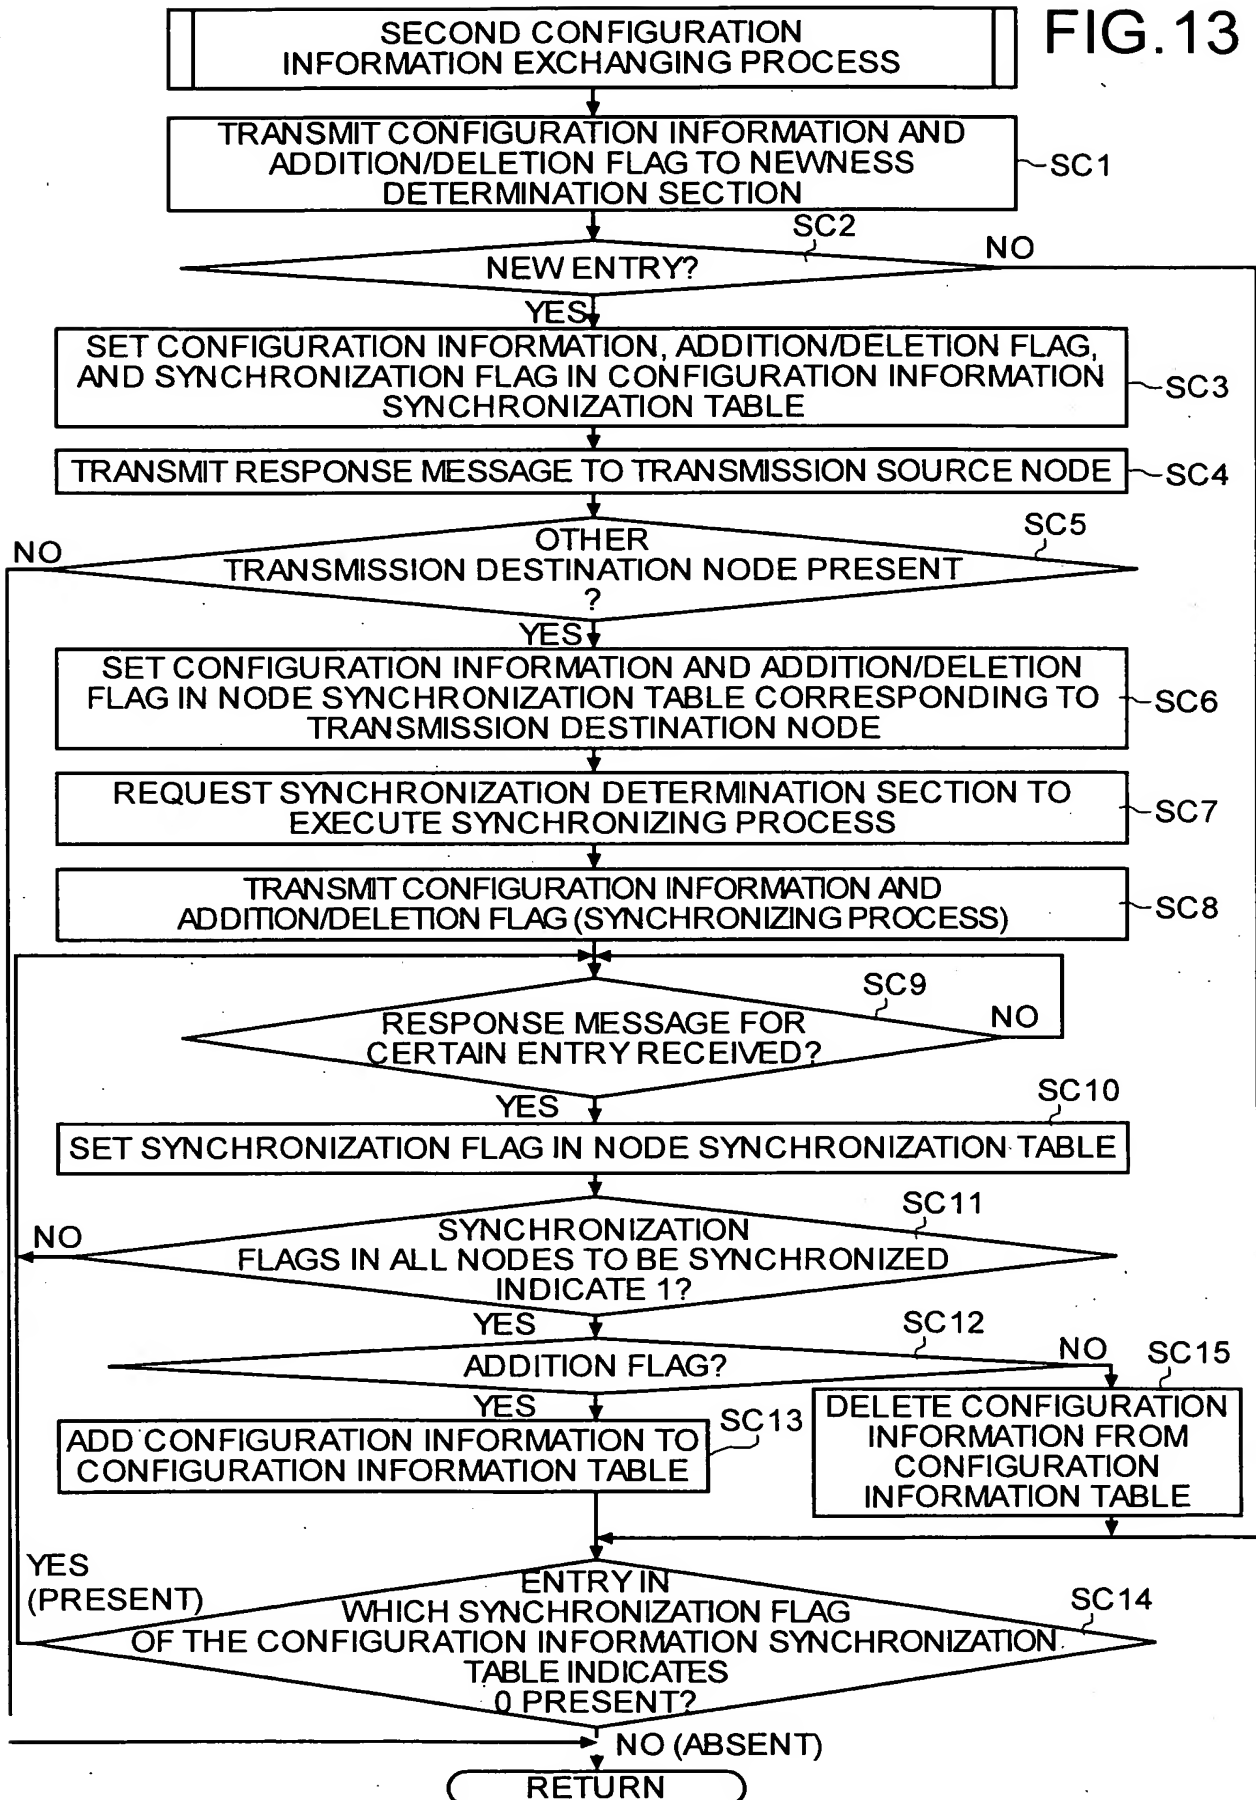 FIG.13
SECOND CONFIGURATION
INFORMATION EXCHANGING PROCESS
TRANSMIT CONFIGURATION INFORMATION AND
ADDITION/DELETION FLAG TO NEWNESS
DETERMINATION SECTION
SC1
SC2
NEW ENTRY?
NO
YES
SET CONFIGURATION INFORMATION, ADDITION/DELETION FLAG,
AND SYNCHRONIZATION FLAG IN CONFIGURATION INFORMATION
SYNCHRONIZATION TABLE
SC3
TRANSMIT RESPONSE MESSAGE TO TRANSMISSION SOURCE NODE
SC4
SC5
NO
OTHER
TRANSMISSION DESTINATION NODE PRESENT
?
YES
SET CONFIGURATION INFORMATION AND ADDITION/DELETION
FLAG IN NODE SYNCHRONIZATION TABLE CORRESPONDING TO
TRANSMISSION DESTINATION NODE
SC6
REQUEST SYNCHRONIZATION DETERMINATION SECTION TO
EXECUTE SYNCHRONIZING PROCESS
SC7
TRANSMIT CONFIGURATION INFORMATION AND
ADDITION/DELETION FLAG (SYNCHRONIZING PROCESS)
SC8
SC9
RESPONSE MESSAGE FOR
CERTAIN ENTRY RECEIVED?
NO
YES
SC10
SET SYNCHRONIZATION FLAG IN NODE SYNCHRONIZATION TABLE
SC11
NO
SYNCHRONIZATION
FLAGS IN ALL NODES TO BE SYNCHRONIZED
INDICATE 1?
YES
SC12
ADDITION FLAG?
NO
SC15
YES
SC13
ADD CONFIGURATION INFORMATION TO
CONFIGURATION INFORMATION TABLE
DELETE CONFIGURATION
INFORMATION FROM
CONFIGURATION
INFORMATION TABLE
YES
(PRESENT)
ENTRY IN
WHICH SYNCHRONIZATION FLAG
OF THE CONFIGURATION INFORMATION SYNCHRONIZATION
TABLE INDICATES
0 PRESENT?
SC14
NO (ABSENT)
RETURN